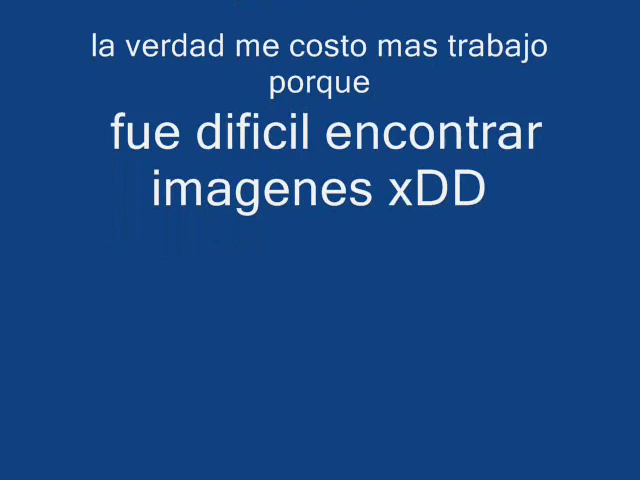 la verdad me costo mas trabajo
porque
fue dificil encontrar
imagenes xDD